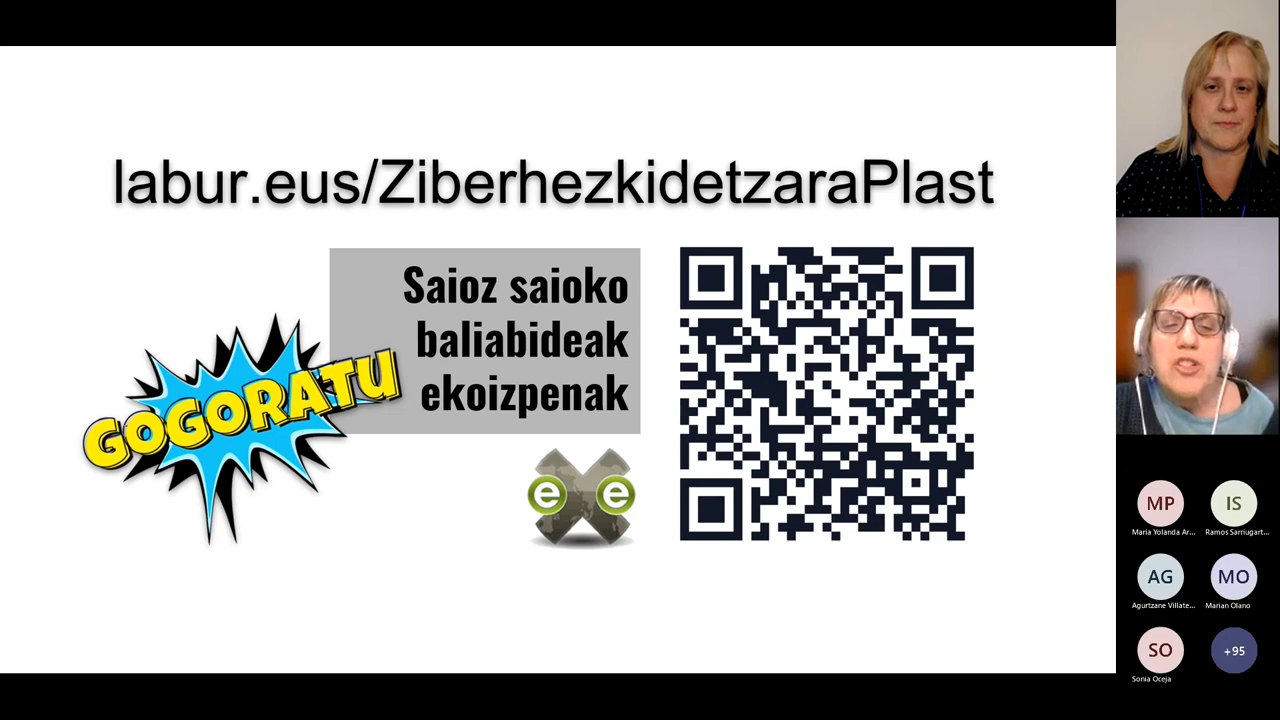 labur.eus/ZiberhezkidetzaraPlast
Saioz saioko
baliabideak
ekoizpenak
GOGORATU
e e
MP
Maria Yolanda Ar...
IS
Ramos Sarriugart...
AG
Agurtzane Villate...
MO
Marian Olano
SO
Sonia Oceja
+95